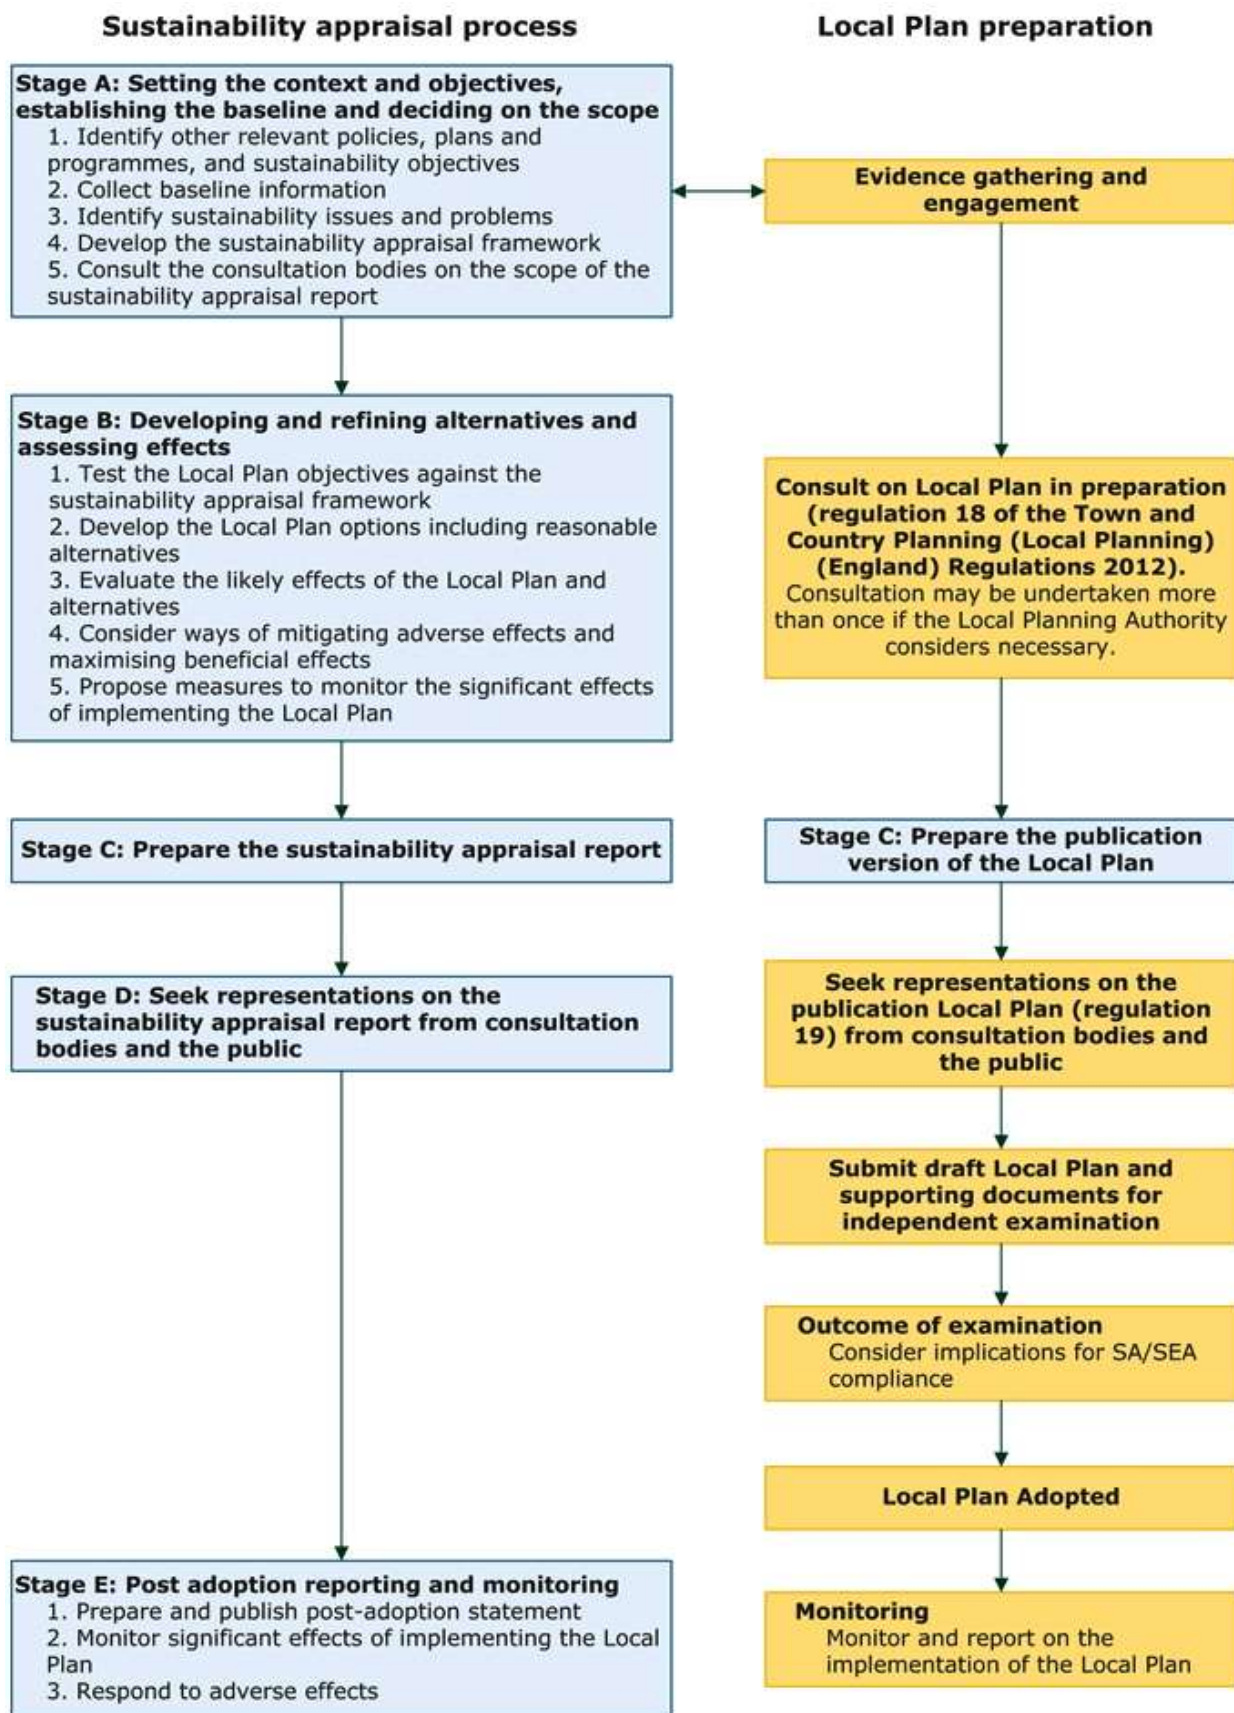 Sustainability appraisal process
Local Plan preparation
Stage A: Setting the context and objectives,
establishing the baseline and deciding on the scope
1. Identify other relevant policies, plans and
programmes, and sustainability objectives
2. Collect baseline information
3. Identify sustainability issues and problems
4. Develop the sustainability appraisal framework
5. Consult the consultation bodies on the scope of the
sustainability appraisal report
Evidence gathering and
engagement
Stage B: Developing and refining alternatives and
assessing effects
1. Test the Local Plan objectives against the
sustainability appraisal framework
2. Develop the Local Plan options including reasonable
alternatives
3. Evaluate the likely effects of the Local Plan and
alternatives
4. Consider ways of mitigating adverse effects and
maximising beneficial effects
5. Propose measures to monitor the significant effects
of implementing the Local Plan
Consult on Local Plan in preparation
(regulation 18 of the Town and
Country Planning (Local Planning)
(England) Regulations 2012).
Consultation may be undertaken more
than once if the Local Planning Authority
considers necessary.
Stage C: Prepare the sustainability appraisal report
Stage C: Prepare the publication
version of the Local Plan
Stage D: Seek representations on the
sustainability appraisal report from consultation
bodies and the public
Seek representations on the
publication Local Plan (regulation
19) from consultation bodies and
the public
Submit draft Local Plan and
supporting documents for
independent examination
Outcome of examination
Consider implications for SA/SEA
compliance
Local Plan Adopted
Stage E: Post adoption reporting and monitoring
1. Prepare and publish post-adoption statement
2. Monitor significant effects of implementing the Local
Plan
3. Respond to adverse effects
Monitoring
Monitor and report on the
implementation of the Local Plan